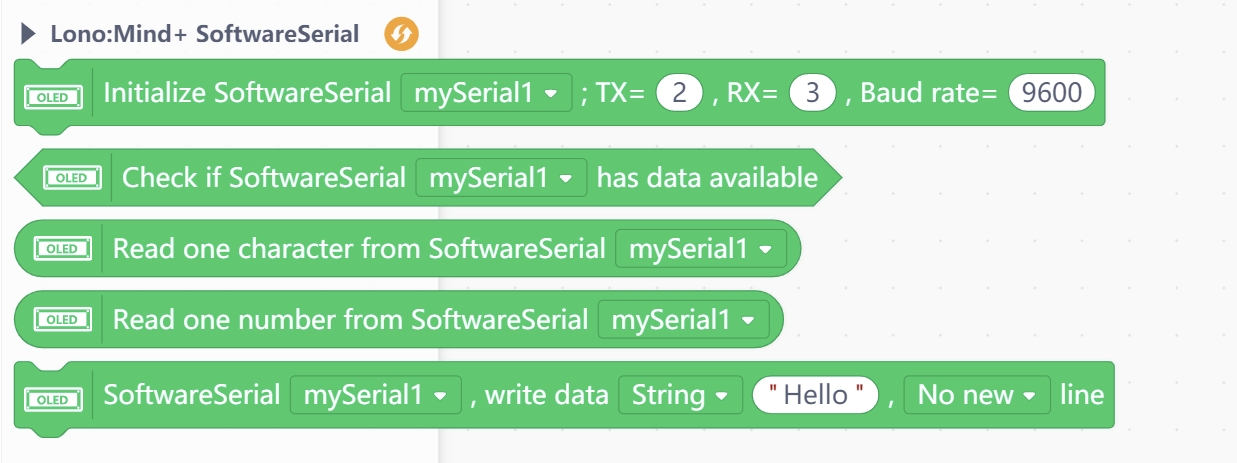 Lono:Mind+ SoftwareSerial
OLED Initialize SoftwareSerial mySerial1 ; TX= 2 , RX= 3 , Baud rate= 9600
OLED Check if SoftwareSerial mySerial1 has data available
OLED Read one character from SoftwareSerial mySerial1
OLED Read one number from SoftwareSerial mySerial1
OLED SoftwareSerial mySerial1 , write data String "Hello" , No new line